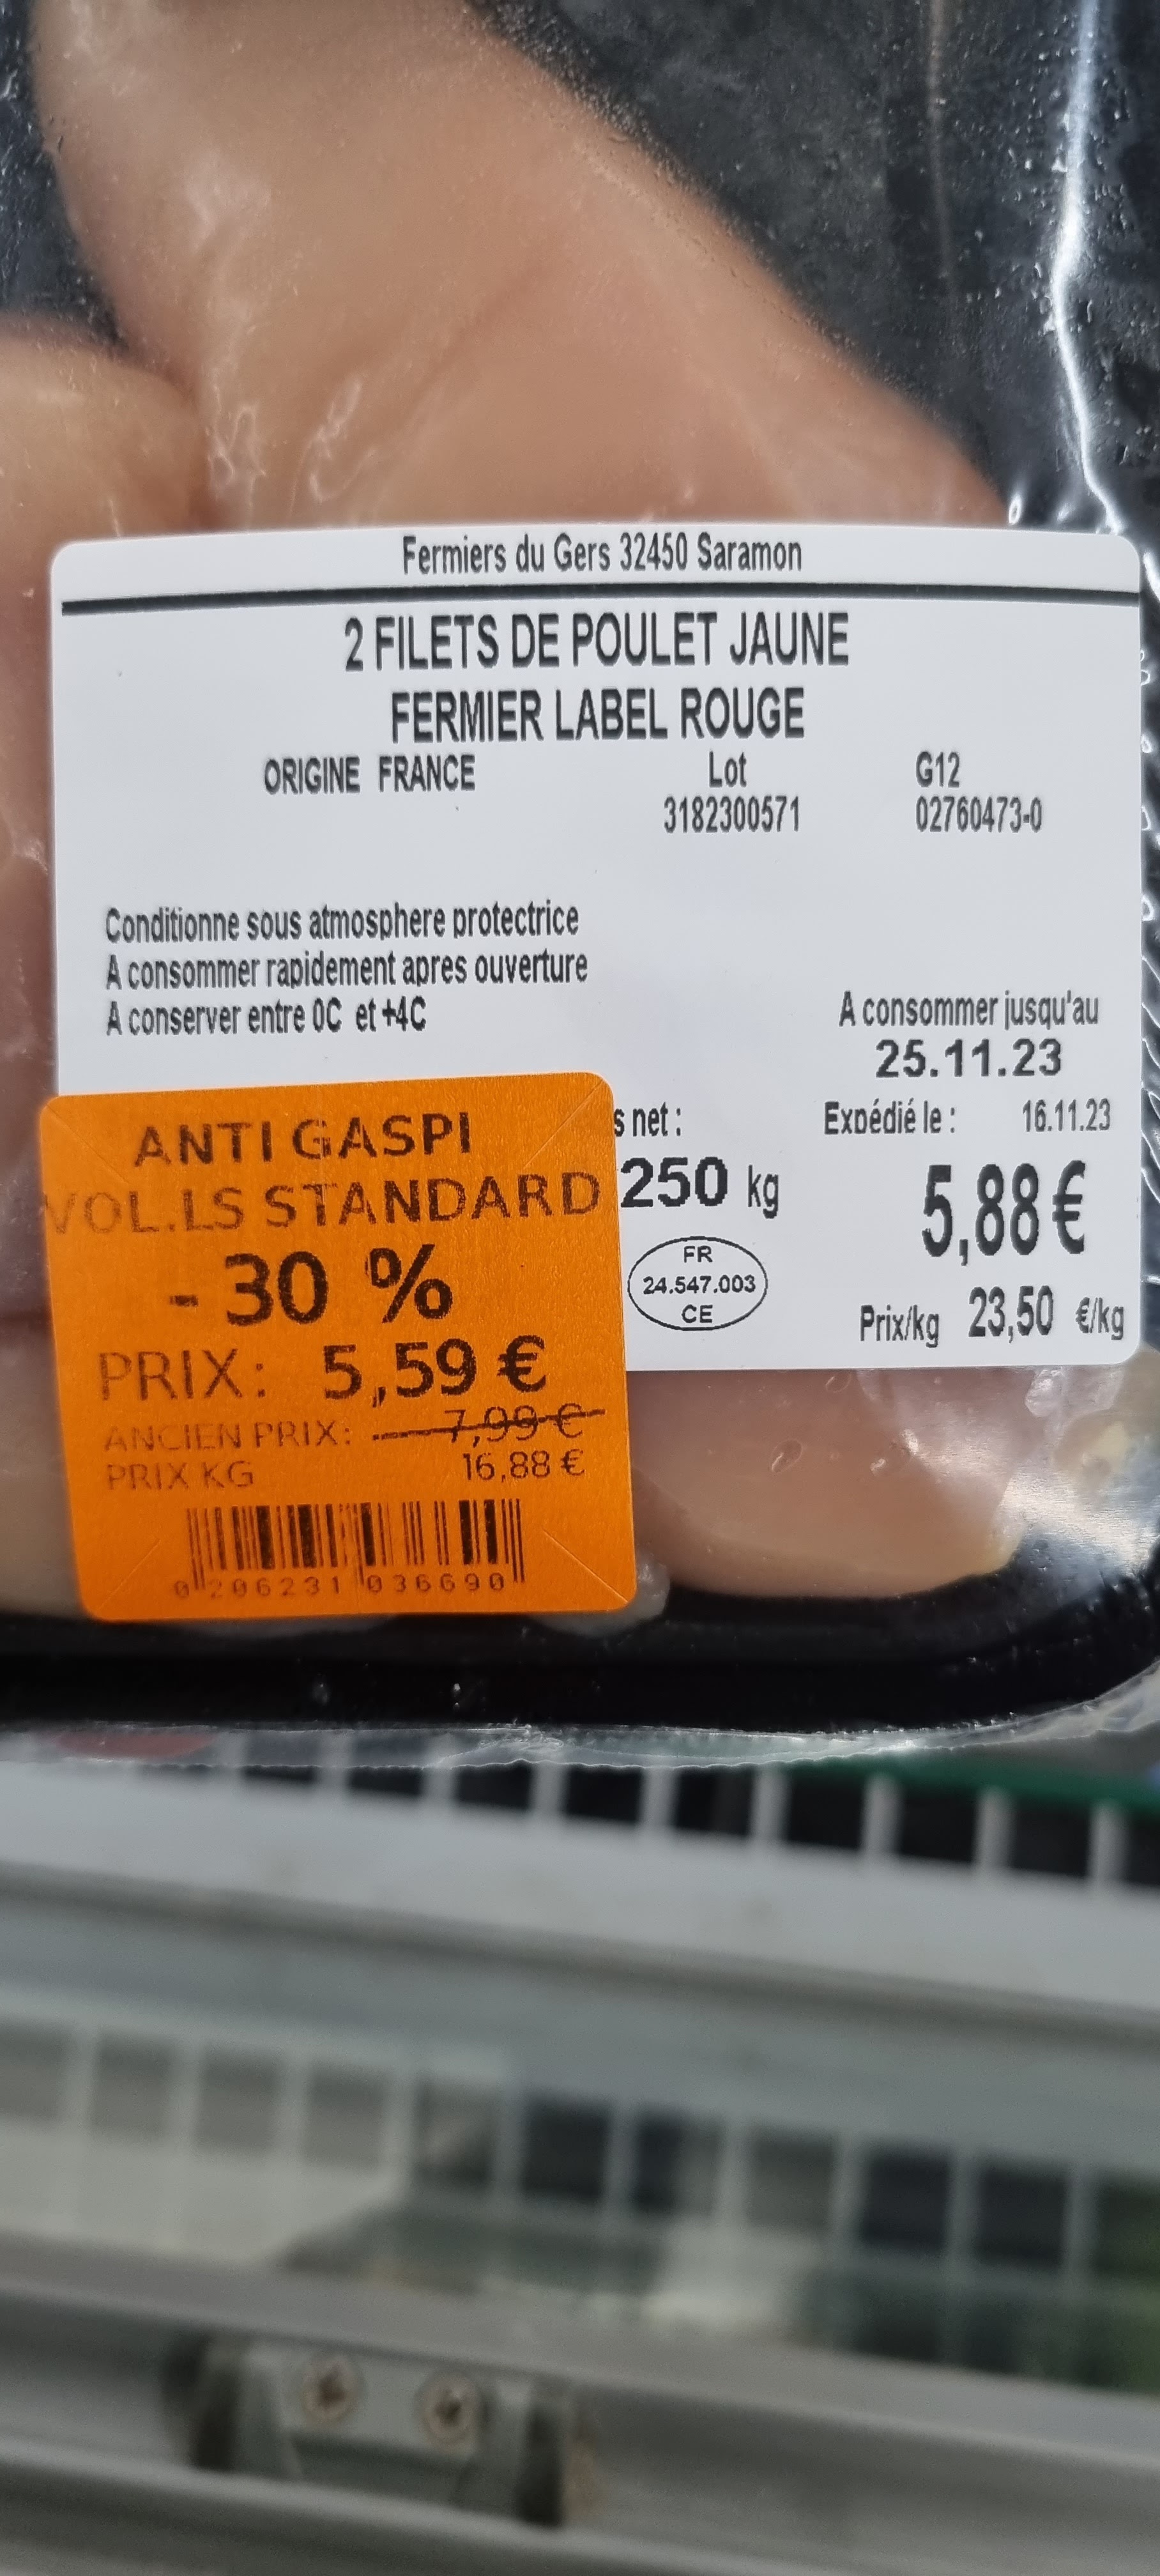 Fermiers du Gers 32450 Saramon
2 FILETS DE POULET JAUNE
FERMIER LABEL ROUGE
ORIGINE FRANCE Lot G12
3182300571 02760473-0
Conditionne sous atmosphere protectrice
A consommer rapidement apres ouverture
A conserver entre 0C et +4C
A consommer jusqu'au
25.11.23
s net : Expédié le : 16.11.23
250 kg
5,88 €
FR
24.547.003
CE
Prix/kg 23,50 €/kg
ANTI GASPI
VOL.LS STANDARD
- 30 %
PRIX: 5,59 €
ANCIEN PRIX: 7,99 €
PRIX KG 16,88 €
0 206231 036690